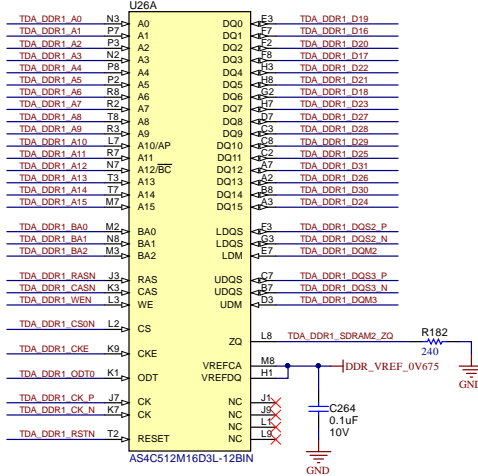 U26A
TDA_DDR1_A0 N3 A0 DQ0 E3 TDA_DDR1_D19
TDA_DDR1_A1 P7 A1 DQ1 F7 TDA_DDR1_D16
TDA_DDR1_A2 P3 A2 DQ2 F2 TDA_DDR1_D20
TDA_DDR1_A3 N2 A3 DQ3 F8 TDA_DDR1_D17
TDA_DDR1_A4 P8 A4 DQ4 H3 TDA_DDR1_D22
TDA_DDR1_A5 P2 A5 DQ5 H8 TDA_DDR1_D21
TDA_DDR1_A6 R8 A6 DQ6 G2 TDA_DDR1_D18
TDA_DDR1_A7 R2 A7 DQ7 H7 TDA_DDR1_D23
TDA_DDR1_A8 T8 A8 DQ8 D7 TDA_DDR1_D27
TDA_DDR1_A9 R3 A9 DQ9 C3 TDA_DDR1_D28
TDA_DDR1_A10 L7 A10/AP DQ10 C8 TDA_DDR1_D29
TDA_DDR1_A11 R7 A11 DQ11 C2 TDA_DDR1_D25
TDA_DDR1_A12 N7 A12/BC DQ12 A7 TDA_DDR1_D31
TDA_DDR1_A13 T3 A13 DQ13 A2 TDA_DDR1_D26
TDA_DDR1_A14 T7 A14 DQ14 B8 TDA_DDR1_D30
TDA_DDR1_A15 M7 A15 DQ15 A3 TDA_DDR1_D24
TDA_DDR1_BA0 M2 BA0 LDQS F3 TDA_DDR1_DQS2_P
TDA_DDR1_BA1 N8 BA1 LDQS G3 TDA_DDR1_DQS2_N
TDA_DDR1_BA2 M3 BA2 LDM E7 TDA_DDR1_DQM2
TDA_DDR1_RASN J3 RAS UDQS C7 TDA_DDR1_DQS3_P
TDA_DDR1_CASN K3 CAS UDQS B7 TDA_DDR1_DQS3_N
TDA_DDR1_WEN L3 WE UDM D3 TDA_DDR1_DQM3
TDA_DDR1_CS0N L2 CS
ZQ L8 TDA_DDR1_SDRAM2_ZQ R182
240
TDA_DDR1_CKE K9 CKE
GND
VREFCA M8 DDR_VREF_0V675
TDA_DDR1_ODT0 K1 ODT VREFDQ H1
TDA_DDR1_CK_P J7 CK NC J1
TDA_DDR1_CK_N K7 CK NC J9
C264
0.1uF
10V
NC L1
TDA_DDR1_RSTN T2 RESET NC L9
AS4C512M16D3L-12BIN
GND